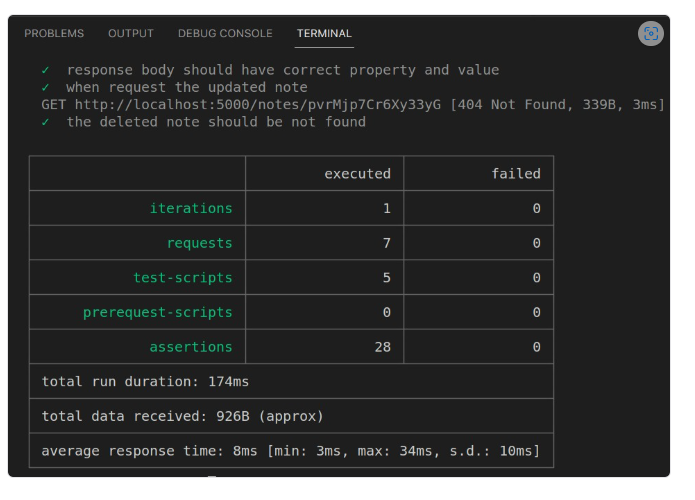 PROBLEMS OUTPUT DEBUG CONSOLE TERMINAL
✓ response body should have correct property and value
✓ when request the updated note
GET http://localhost:5000/notes/pvrMjp7Cr6Xy33yG [404 Not Found, 339B, 3ms]
✓ the deleted note should be not found
executed failed
iterations 1 0
requests 7 0
test-scripts 5 0
prerequest-scripts 0 0
assertions 28 0
total run duration: 174ms
total data received: 926B (approx)
average response time: 8ms [min: 3ms, max: 34ms, s.d.: 10ms]